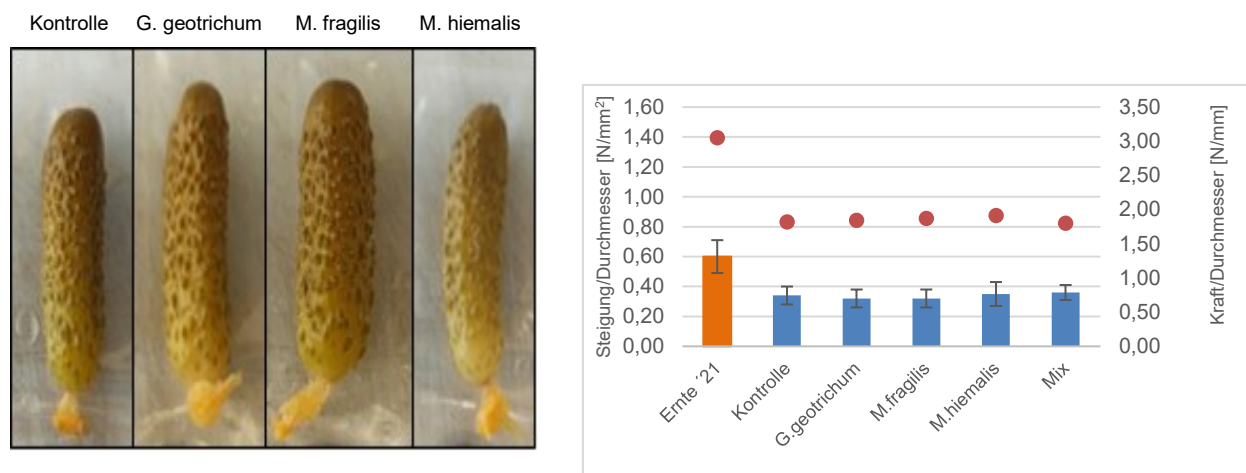 Kontrolle G. geotrichum M. fragilis M. hiemalis
Steigung/Durchmesser [N/mm²]
1,60
1,40
1,20
1,00
0,80
0,60
0,40
0,20
0,00
3,50
3,00
2,50
2,00
1,50
1,00
0,50
0,00
Kraft/Durchmesser [N/mm]
Ernte ´21
Kontrolle
G.geotrichum
M.fragilis
M.hiemalis
Mix